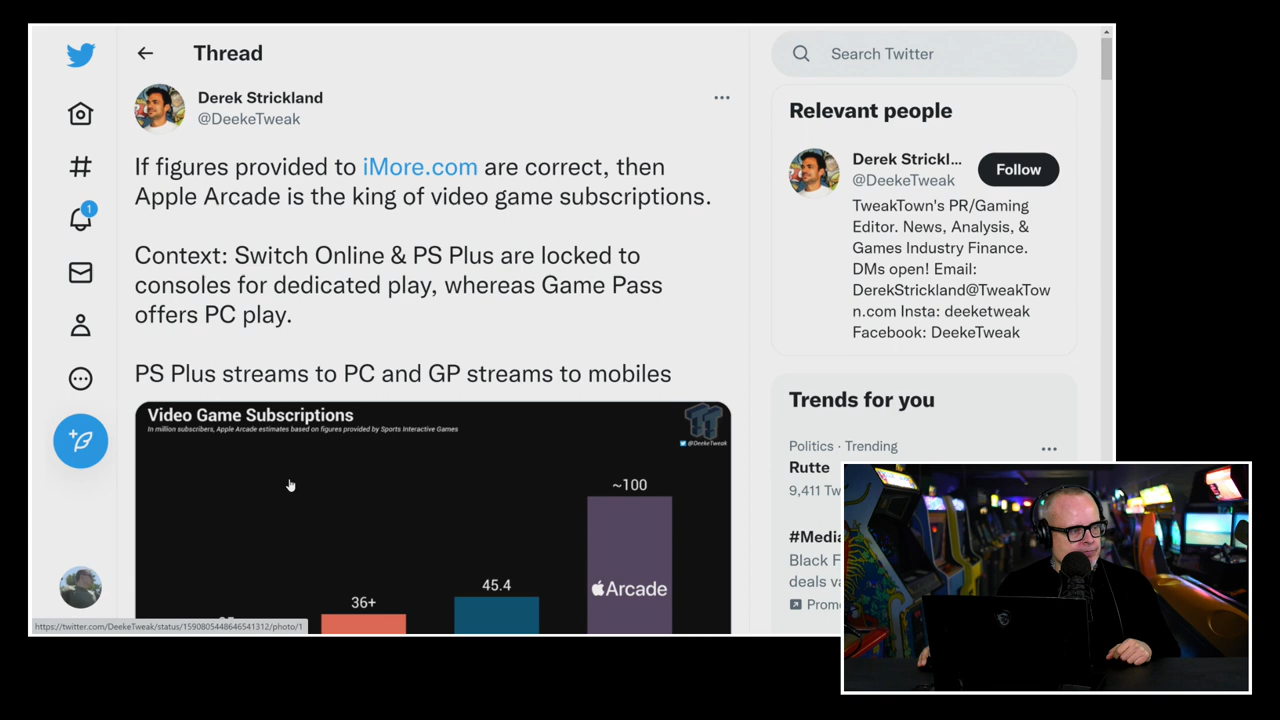 Thread
Search Twitter
Derek Strickland
@DeekeTweak
If figures provided to iMore.com are correct, then
Apple Arcade is the king of video game subscriptions.
Context: Switch Online & PS Plus are locked to
consoles for dedicated play, whereas Game Pass
offers PC play.
PS Plus streams to PC and GP streams to mobiles
Video Game Subscriptions
In million subscribers, Apple Arcade estimates based on figures provided by Sports Interactive Games
@DeekeTweak
~100
45.4
36+
Arcade
1
https://twitter.com/DeekeTweak/status/1590805448646541312/photo/1
Relevant people
Derek Strickl...
@DeekeTweak
Follow
TweakTown's PR/Gaming
Editor. News, Analysis, &
Games Industry Finance.
DMs open! Email:
DerekStrickland@TweakTow
n.com Insta: deeketweak
Facebook: DeekeTweak
Trends for you
Politics · Trending
Rutte
9,411 Tw
#Media
Black F
deals va
Promo